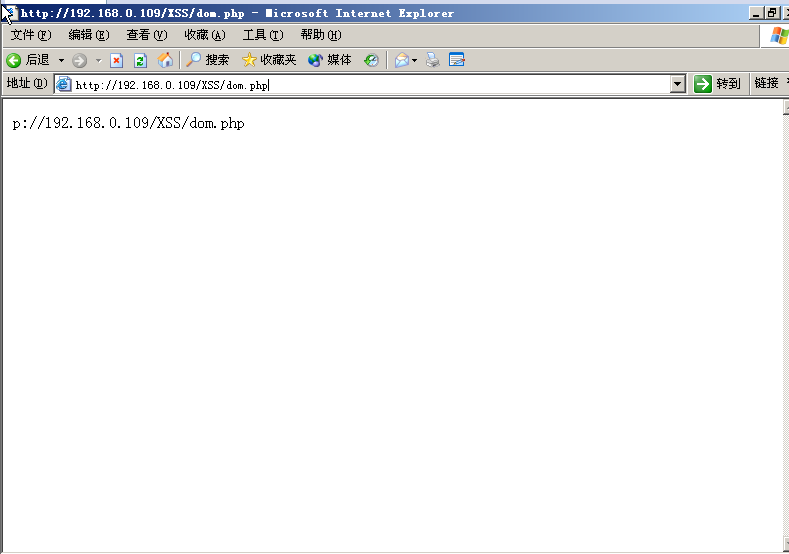 http://192.168.0.109/XSS/dom.php - Microsoft Internet Explorer
文件(F) 编辑(E) 查看(V) 收藏(A) 工具(T) 帮助(H)
后退 搜索 收藏夹 媒体
地址(D) http://192.168.0.109/XSS/dom.php 转到 链接
p://192.168.0.109/XSS/dom.php